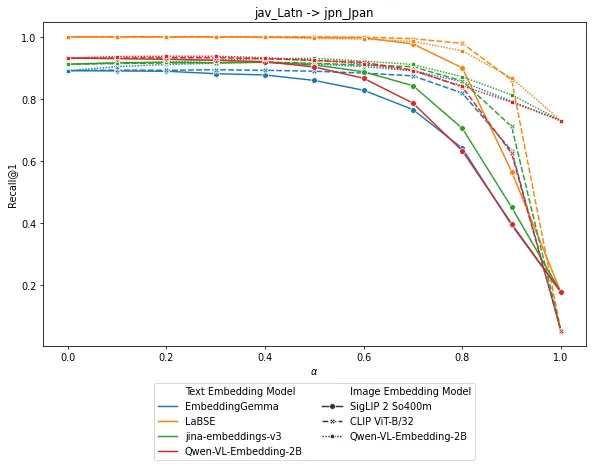 jav_Latn -> jpn_Jpan
Recall@1
1.0
0.8
0.6
0.4
0.2
0.0 0.2 0.4 0.6 0.8 1.0
α
Text Embedding Model
EmbeddingGemma
LaBSE
jina-embeddings-v3
Qwen-VL-Embedding-2B
Image Embedding Model
SigLIP 2 So400m
CLIP ViT-B/32
Qwen-VL-Embedding-2B